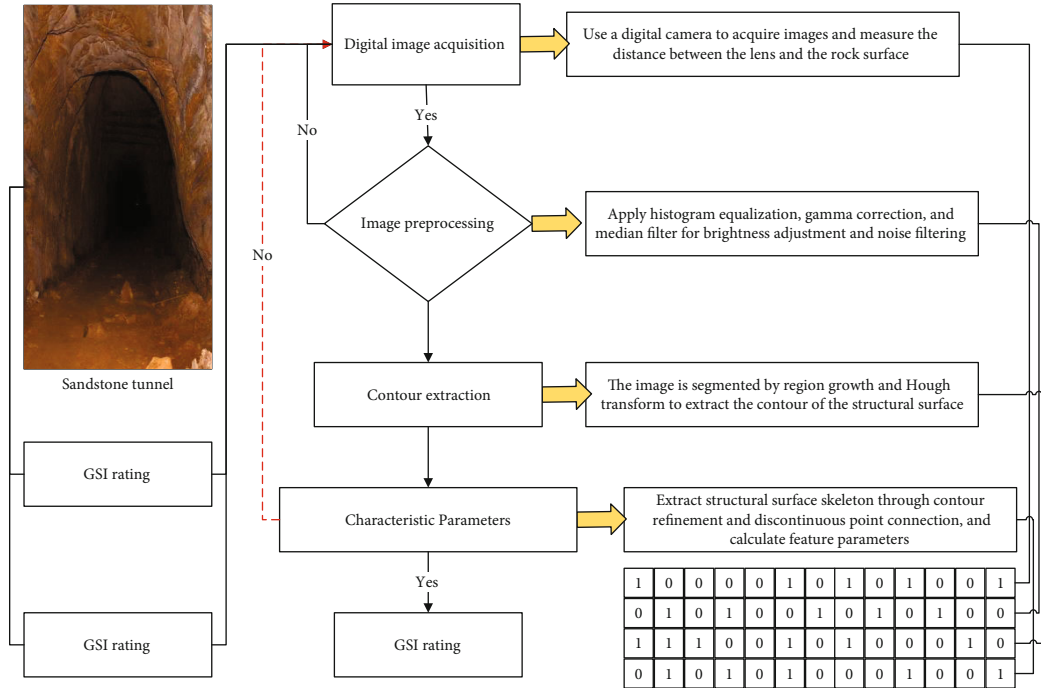 Sandstone tunnel
GSI rating
GSI rating
Digital image acquisition
Use a digital camera to acquire images and measure the
distance between the lens and the rock surface
Yes
No
Image preprocessing
Apply histogram equalization, gamma correction, and
median filter for brightness adjustment and noise filtering
No
Contour extraction
The image is segmented by region growth and Hough
transform to extract the contour of the structural surface
Characteristic Parameters
Extract structural surface skeleton through contour
refinement and discontinuous point connection, and
calculate feature parameters
Yes
GSI rating
1 0 0 0 0 1 0 1 0 1 0 0 1
0 1 0 1 0 0 1 0 1 0 1 0 0
1 1 1 0 0 1 0 1 0 0 0 1 0
0 1 0 1 0 1 0 0 0 1 0 0 1